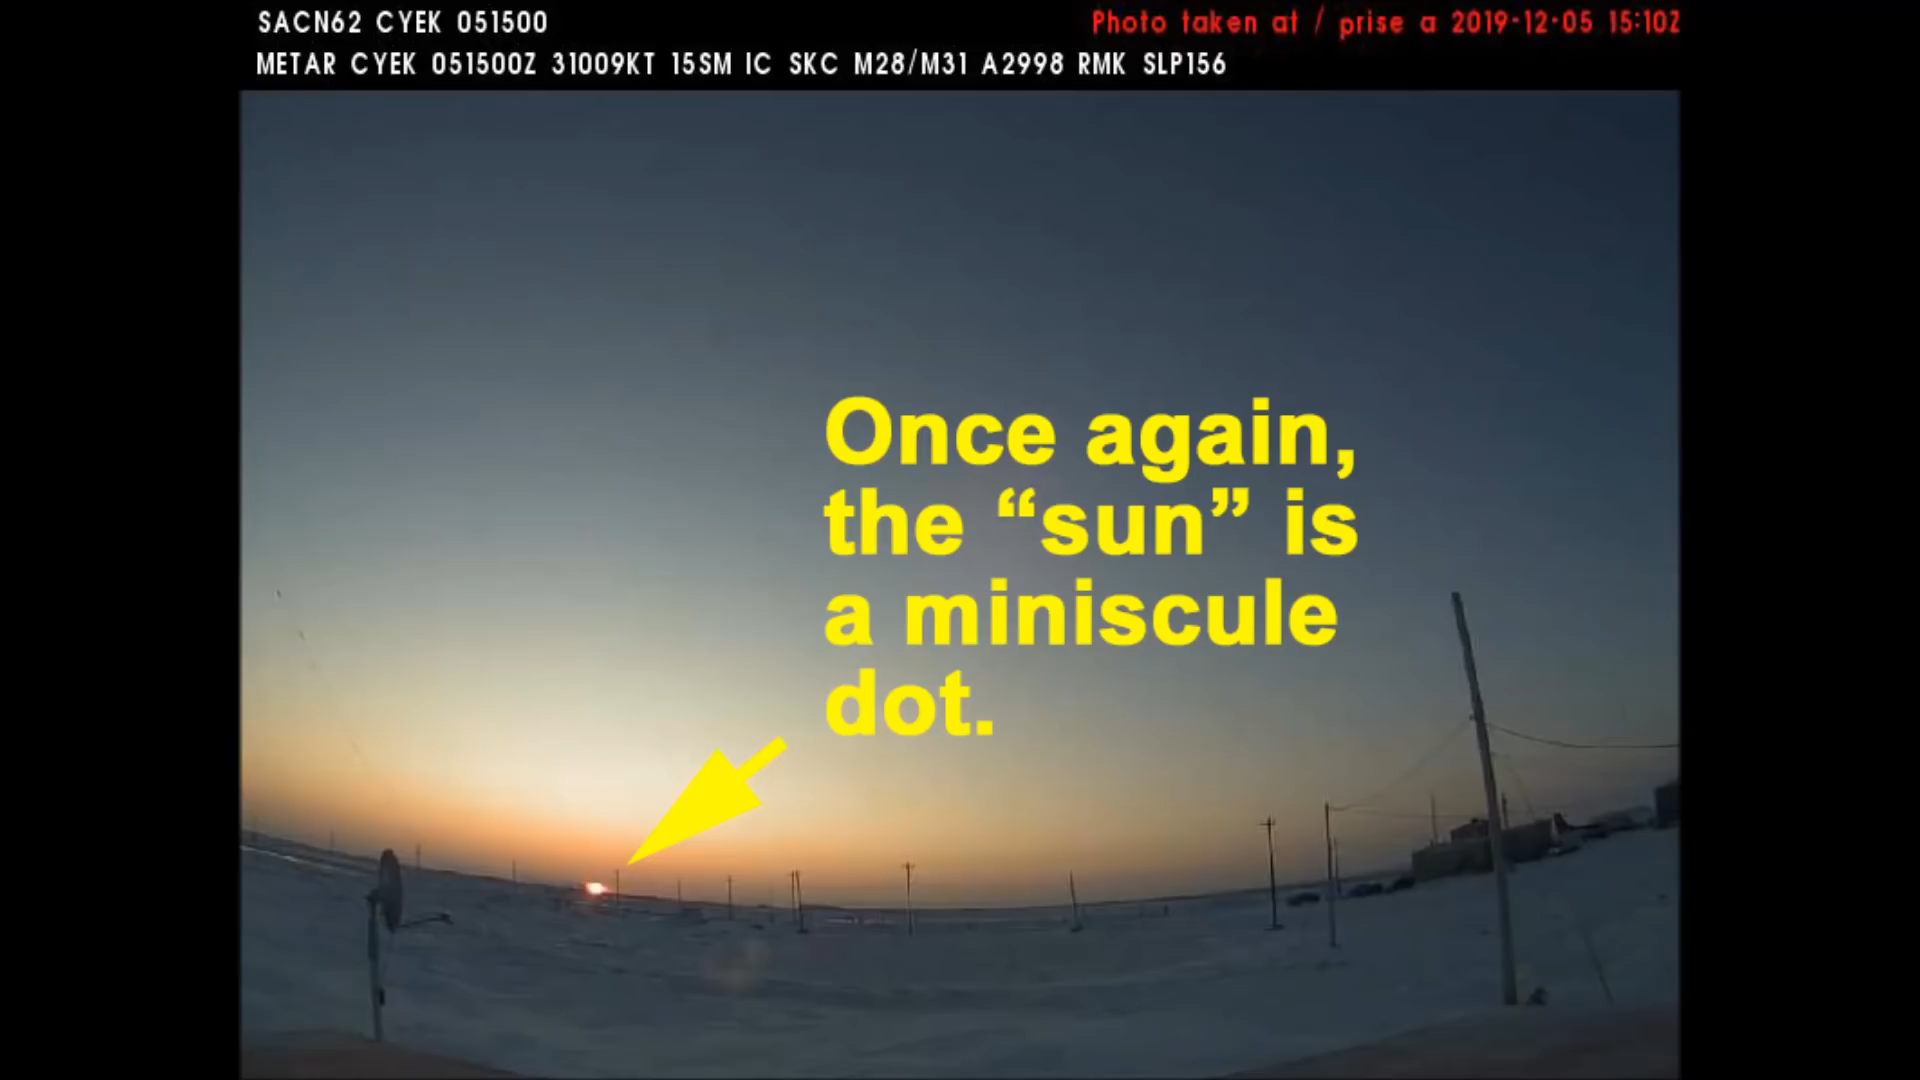 SACN62 CYEK 051500
Photo taken at / prise a 2019-12-05 15:10Z
METAR CYEK 051500Z 31009KT 15SM IC SKC M28/M31 A2998 RMK SLP156
Once again,
the “sun” is
a miniscule
dot.